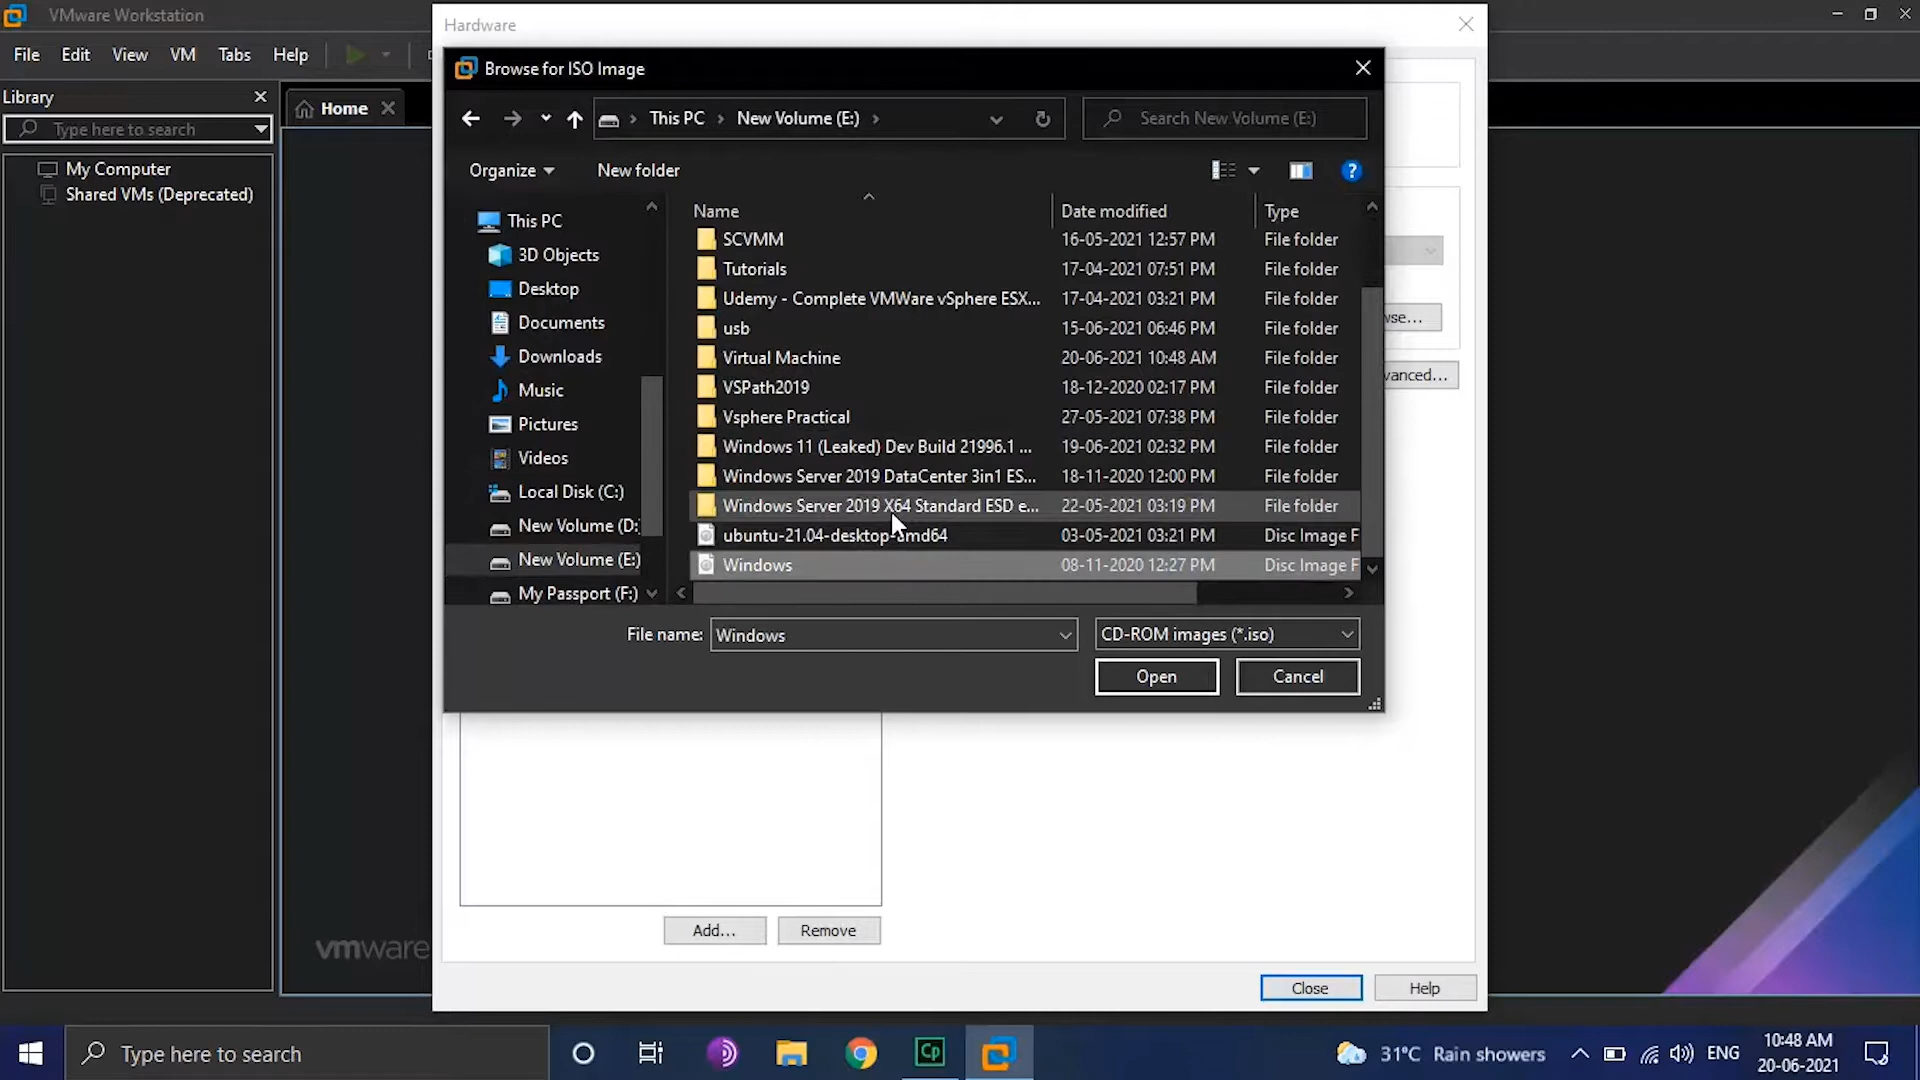 VMware Workstation
File Edit View VM Tabs Help
Library
Type here to search
My Computer
Shared VMs (Deprecated)
Home
Hardware
Browse for ISO Image
This PC New Volume (E:)
Search New Volume (E:)
Organize New folder
This PC
3D Objects
Desktop
Documents
Downloads
Music
Pictures
Videos
Local Disk (C:)
New Volume (D:
New Volume (E:)
My Passport (F:)
Name Date modified Type
SCVMM 16-05-2021 12:57 PM File folder
Tutorials 17-04-2021 07:51 PM File folder
Udemy - Complete VMWare vSphere ESX... 17-04-2021 03:21 PM File folder
usb 15-06-2021 06:46 PM File folder
Virtual Machine 20-06-2021 10:48 AM File folder
VSPath2019 18-12-2020 02:17 PM File folder
Vsphere Practical 27-05-2021 07:38 PM File folder
Windows 11 (Leaked) Dev Build 21996.1 ... 19-06-2021 02:32 PM File folder
Windows Server 2019 DataCenter 3in1 ES... 18-11-2020 12:00 PM File folder
Windows Server 2019 X64 Standard ESD e... 22-05-2021 03:19 PM File folder
ubuntu-21.04-desktop-amd64 03-05-2021 03:21 PM Disc Image F
Windows 08-11-2020 12:27 PM Disc Image F
File name: Windows CD-ROM images (*.iso)
Open Cancel
wse...
vanced...
Add... Remove
vmware
Close Help
Type here to search
Cp
31°C Rain showers
ENG
10:48 AM
20-06-2021